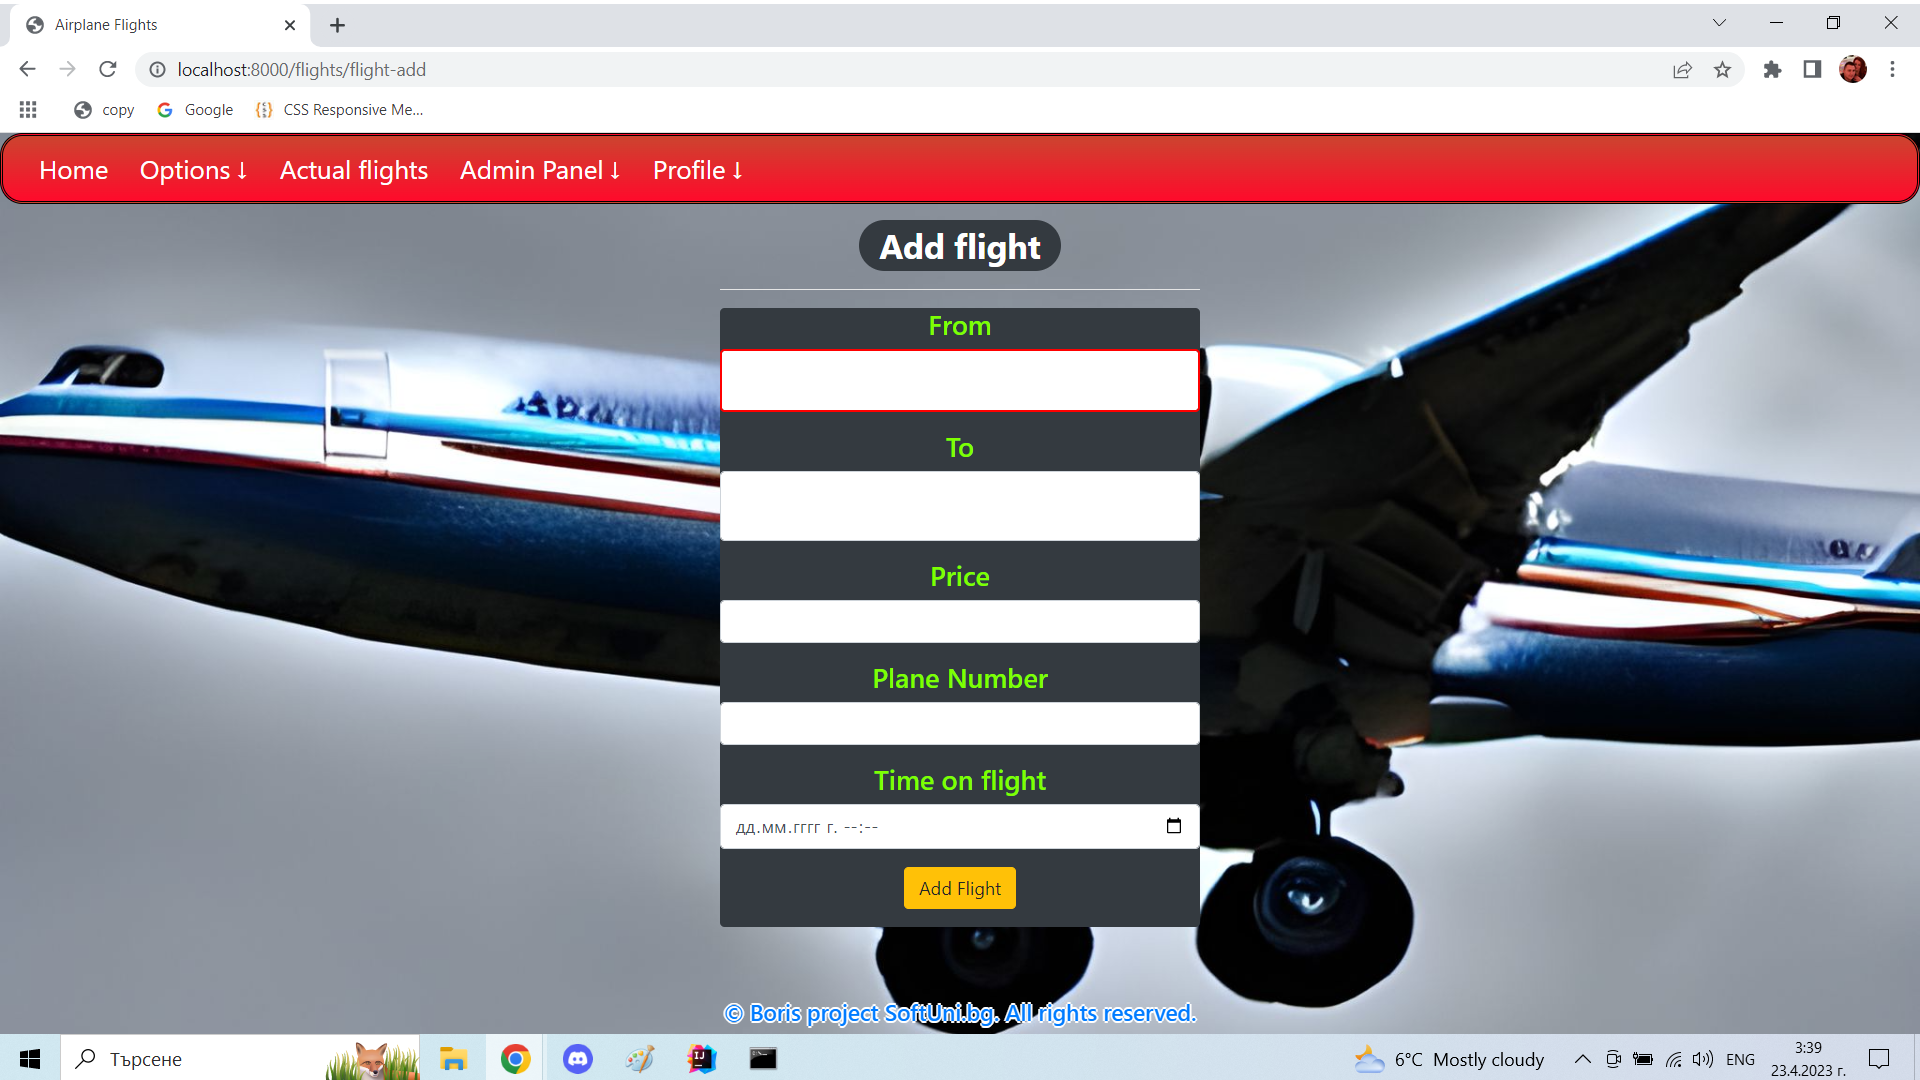 Airplane Flights
localhost:8000/flights/flight-add
copy Google CSS Responsive Me...
Home Options ↓ Actual flights Admin Panel ↓ Profile ↓
Add flight
From
To
Price
Plane Number
Time on flight
дд.мм.гггг г. --:--
Add Flight
© Boris project SoftUni.bg. All rights reserved.
Търсене
6°C Mostly cloudy
ENG
3:39
23.4.2023 г.